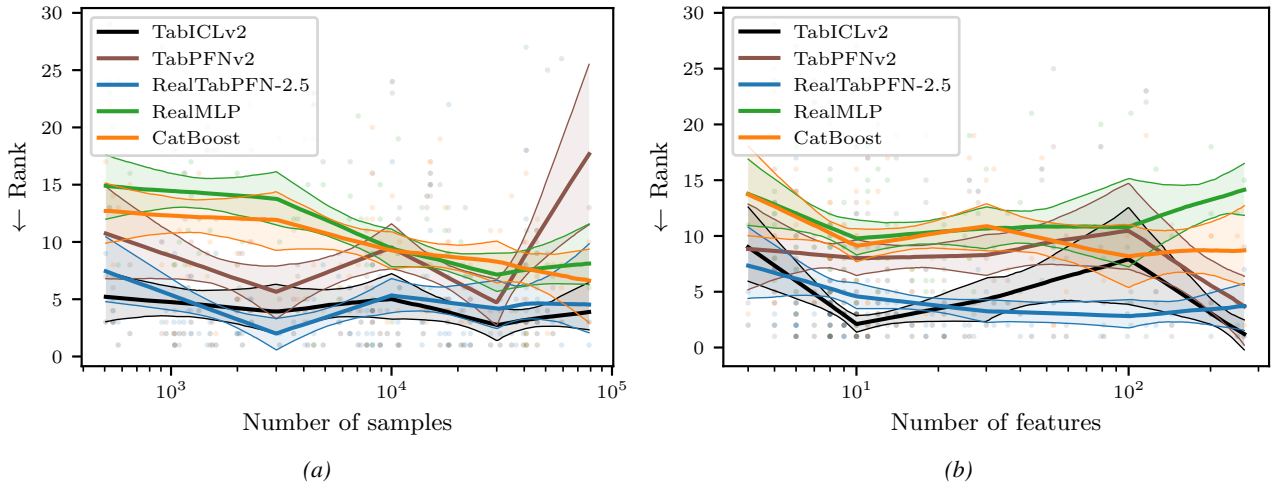 30
25
20
15
10
5
0
← Rank
TabICLv2
TabPFNv2
RealTabPFN-2.5
RealMLP
CatBoost
10³
10⁴
10⁵
Number of samples
(a)
30
25
20
15
10
5
0
← Rank
TabICLv2
TabPFNv2
RealTabPFN-2.5
RealMLP
CatBoost
10¹
10²
Number of features
(b)